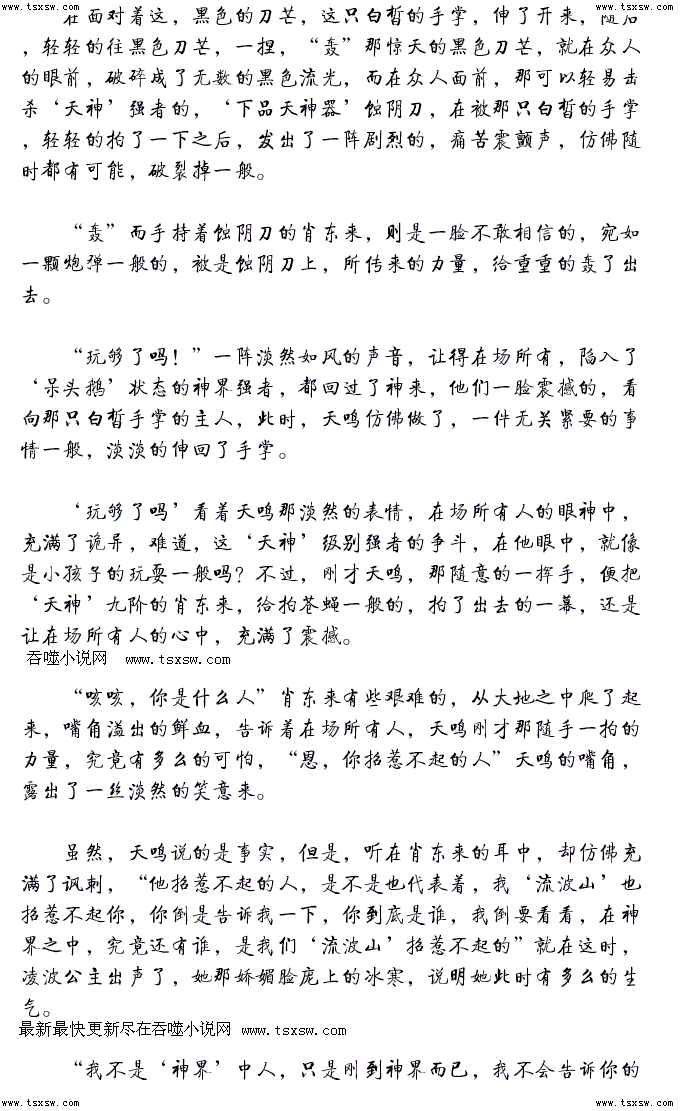 www.tsxsw.com www.tsxsw.com www.tsxsw.com
在面对着这，黑色的刀芒，这只白皙的手掌，伸了开来，随后
，轻轻的往黑色刀芒，一捏，“轰”那惊天的黑色刀芒，就在众人
的眼前，破碎成了无数的黑色流光，而在众人面前，那可以轻易击
杀‘天神’强者的，‘下品天神器’蚀阴刀，在被那只白皙的手掌
，轻轻的拍了一下之后，发出了一阵剧烈的，痛苦震颤声，仿佛随
时都有可能，破裂掉一般。
“轰”而手持着蚀阴刀的肖东来，则是一脸不敢相信的，宛如
一颗炮弹一般的，被是蚀阴刀上，所传来的力量，给重重的轰了出
去。
“玩够了吗！”一阵淡然如风的声音，让得在场所有，陷入了
‘呆头鹅’状态的神界强者，都回过了神来，他们一脸震撼的，看
向那只白皙手掌的主人，此时，天鸣仿佛做了，一件无关紧要的事
情一般，淡淡的伸回了手掌。
‘玩够了吗’看着天鸣那淡然的表情，在场所有人的眼神中，
充满了诡异，难道，这‘天神’级别强者的争斗，在他眼中，就像
是小孩子的玩耍一般吗？不过，刚才天鸣，那随意的一挥手，便把
‘天神’九阶的肖东来，给拍苍蝇一般的，拍了出去的一幕，还是
让在场所有人的心中，充满了震撼。
吞噬小说网 www.tsxsw.com
“咳咳，你是什么人”肖东来有些艰难的，从大地之中爬了起
来，嘴角溢出的鲜血，告诉着在场所有人，天鸣刚才那随手一拍的
力量，究竟有多么的可怕，“恩，你招惹不起的人”天鸣的嘴角，
露出了一丝淡然的笑意来。
虽然，天鸣说的是事实，但是，听在肖东来的耳中，却仿佛充
满了讽刺，“他招惹不起的人，是不是也代表着，我‘流波山’也
招惹不起你，你倒是告诉我一下，你到底是谁，我倒要看看，在神
界之中，究竟还有谁，是我们‘流波山’招惹不起的”就在这时，
凌波公主出声了，她那娇媚脸庞上的冰寒，说明她此时有多么的生
气。
最新最快更新尽在吞噬小说网 www.tsxsw.com
“我不是‘神界’中人，只是刚到神界而已，我不会告诉你的
www.tsxsw.com www.tsxsw.com www.tsxsw.com